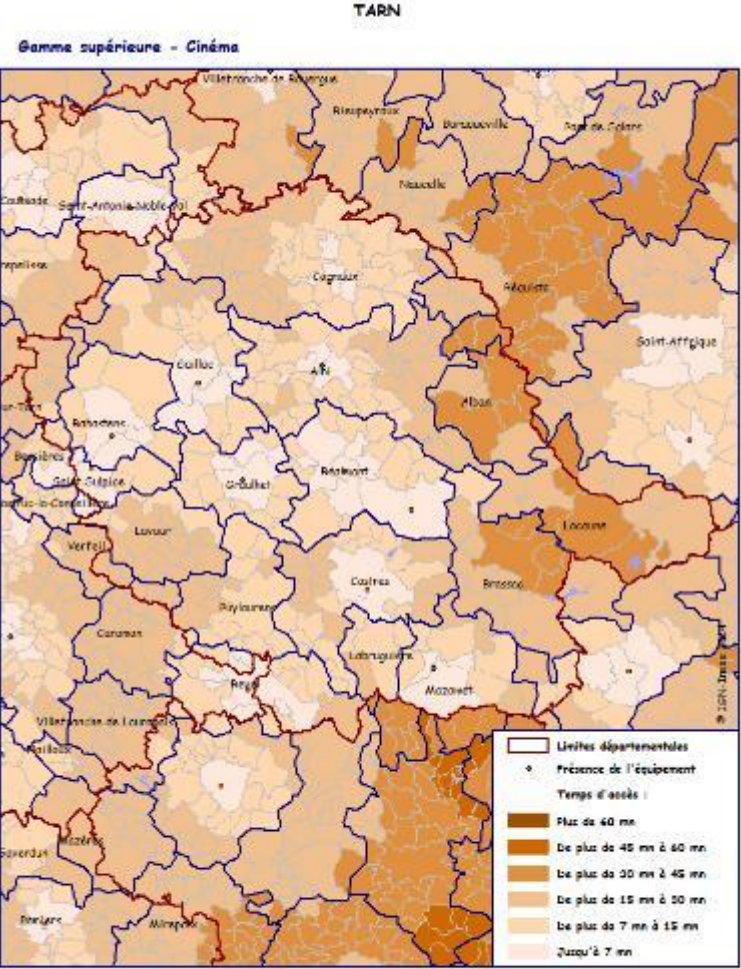 TARN
Gamme supérieure - Cinéma
Villefranche de Rouergue
Rieupeyroux
Baraqueville
Pont de Salars
Naucelle
Caussade
Saint-Antonin-Noble-Val
Cagnaux
Réquista
Saint-Affrique
Gaillac
Albi
Alban
Rabastens
Bessières
Saint Sulpice
Graulhet
Réalmont
Lavaur
Verfeil
Lacaune
Castres
Brassac
Puylaurens
Caraman
Labruguière
Revel
Mazamet
Villefranche de Lauragais
Nailloux
Mazères
Saverdun
Pamiers
Mirepoix
© IGN-Insee
Limites départementales
Présence de l'équipement
Temps d'accès :
Plus de 60 mn
De plus de 45 mn à 60 mn
De plus de 30 mn à 45 mn
De plus de 15 mn à 30 mn
De plus de 7 mn à 15 mn
Jusqu'à 7 mn